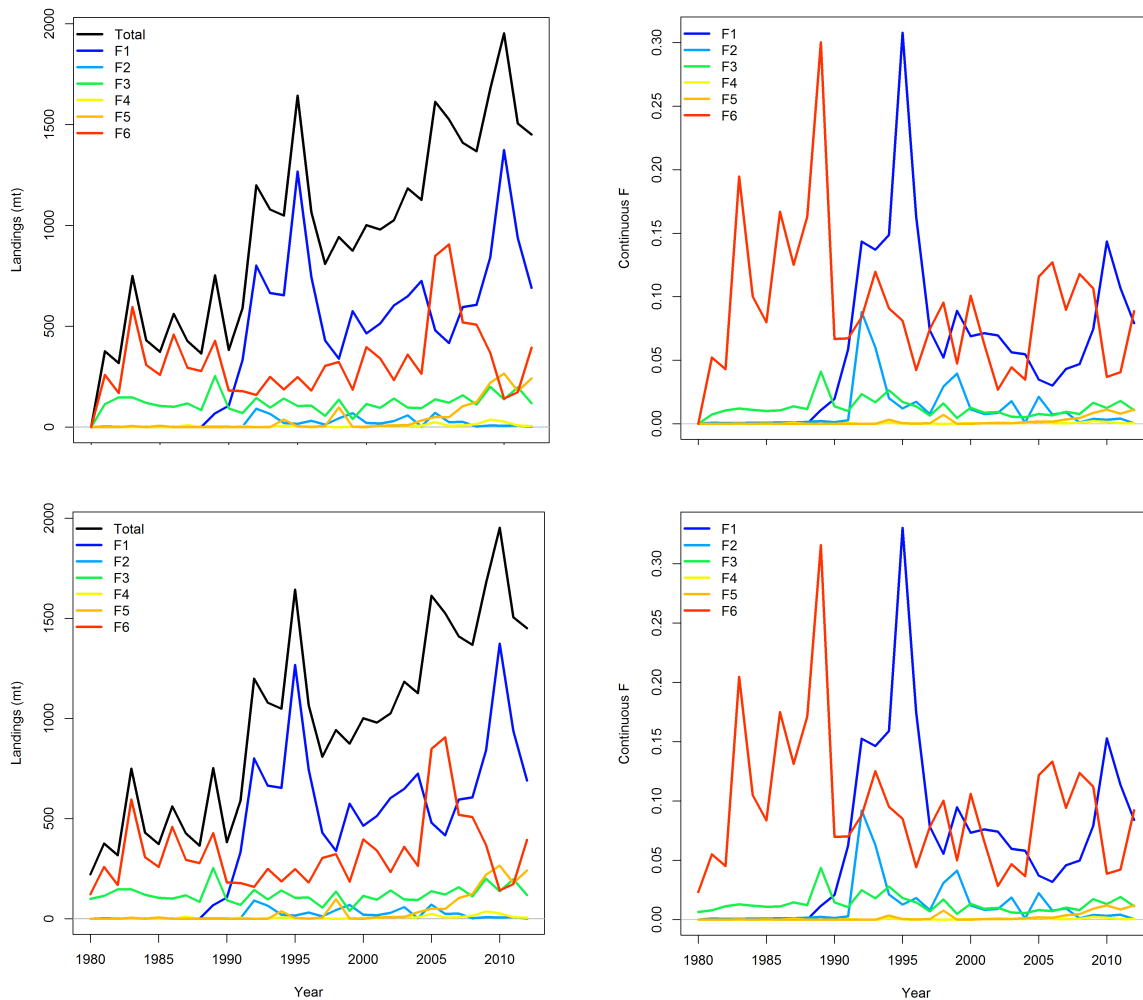 2000
1500
1000
500
0
Landings (mt)
Total
F1
F2
F3
F4
F5
F6
0.30
0.25
0.20
0.15
0.10
0.05
0.00
Continuous F
F1
F2
F3
F4
F5
F6
2000
1500
1000
500
0
Landings (mt)
Total
F1
F2
F3
F4
F5
F6
1980 1985 1990 1995 2000 2005 2010
Year
0.30
0.25
0.20
0.15
0.10
0.05
0.00
Continuous F
F1
F2
F3
F4
F5
F6
1980 1985 1990 1995 2000 2005 2010
Year